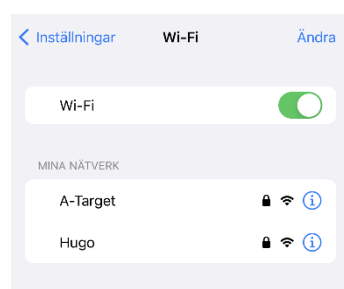 Inställningar Wi-Fi Ändra
Wi-Fi
MINA NÄTVERK
A-Target
Hugo